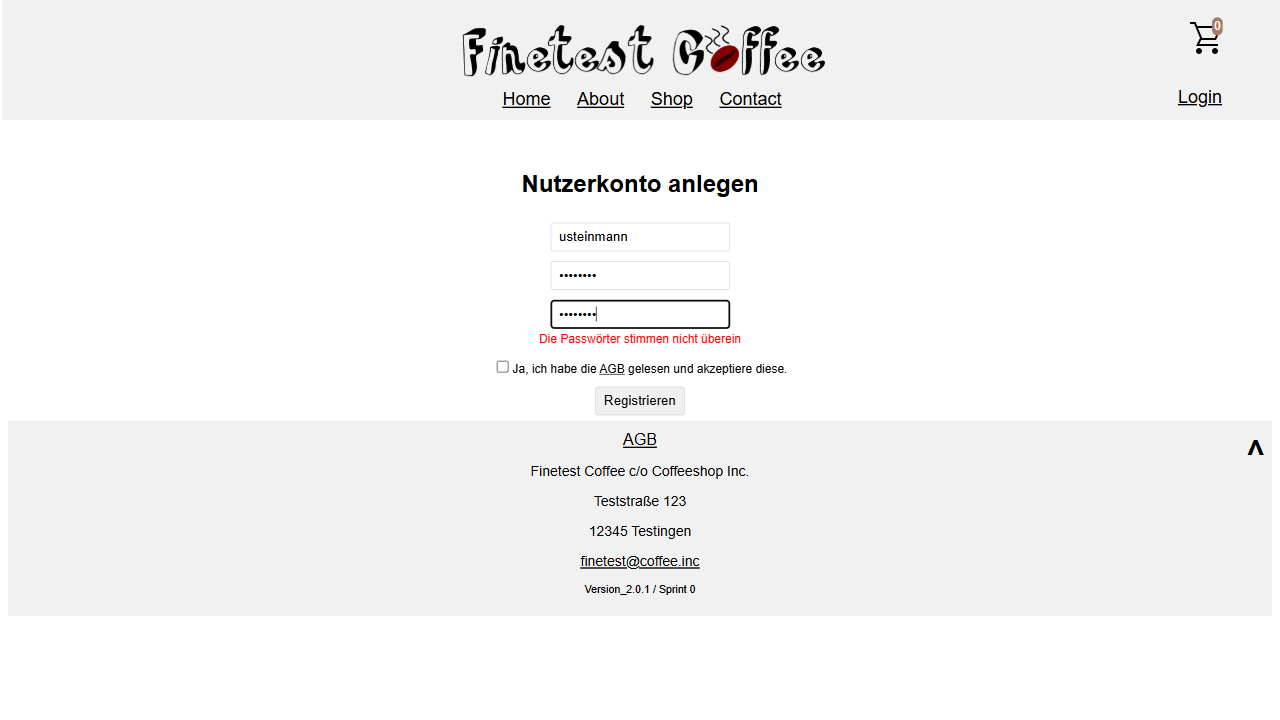 Finetest Coffee
0
Home About Shop Contact
Login
Nutzerkonto anlegen
usteinmann
••••••••
••••••••
Die Passwörter stimmen nicht überein
Ja, ich habe die AGB gelesen und akzeptiere diese.
Registrieren
AGB
^
Finetest Coffee c/o Coffeeshop Inc.
Teststraße 123
12345 Testingen
finetest@coffee.inc
Version_2.0.1 / Sprint 0